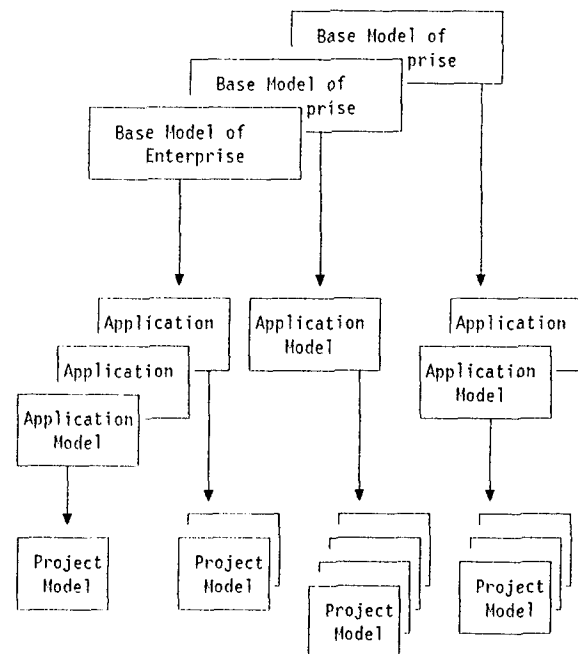 Base Model of
prise
Base Model of
prise
Base Model of
Enterprise
Application
Application
Application
Model
Application
Model
Application
Application
Model
Project
Model
Project
Model
Project
Model
Project
Model